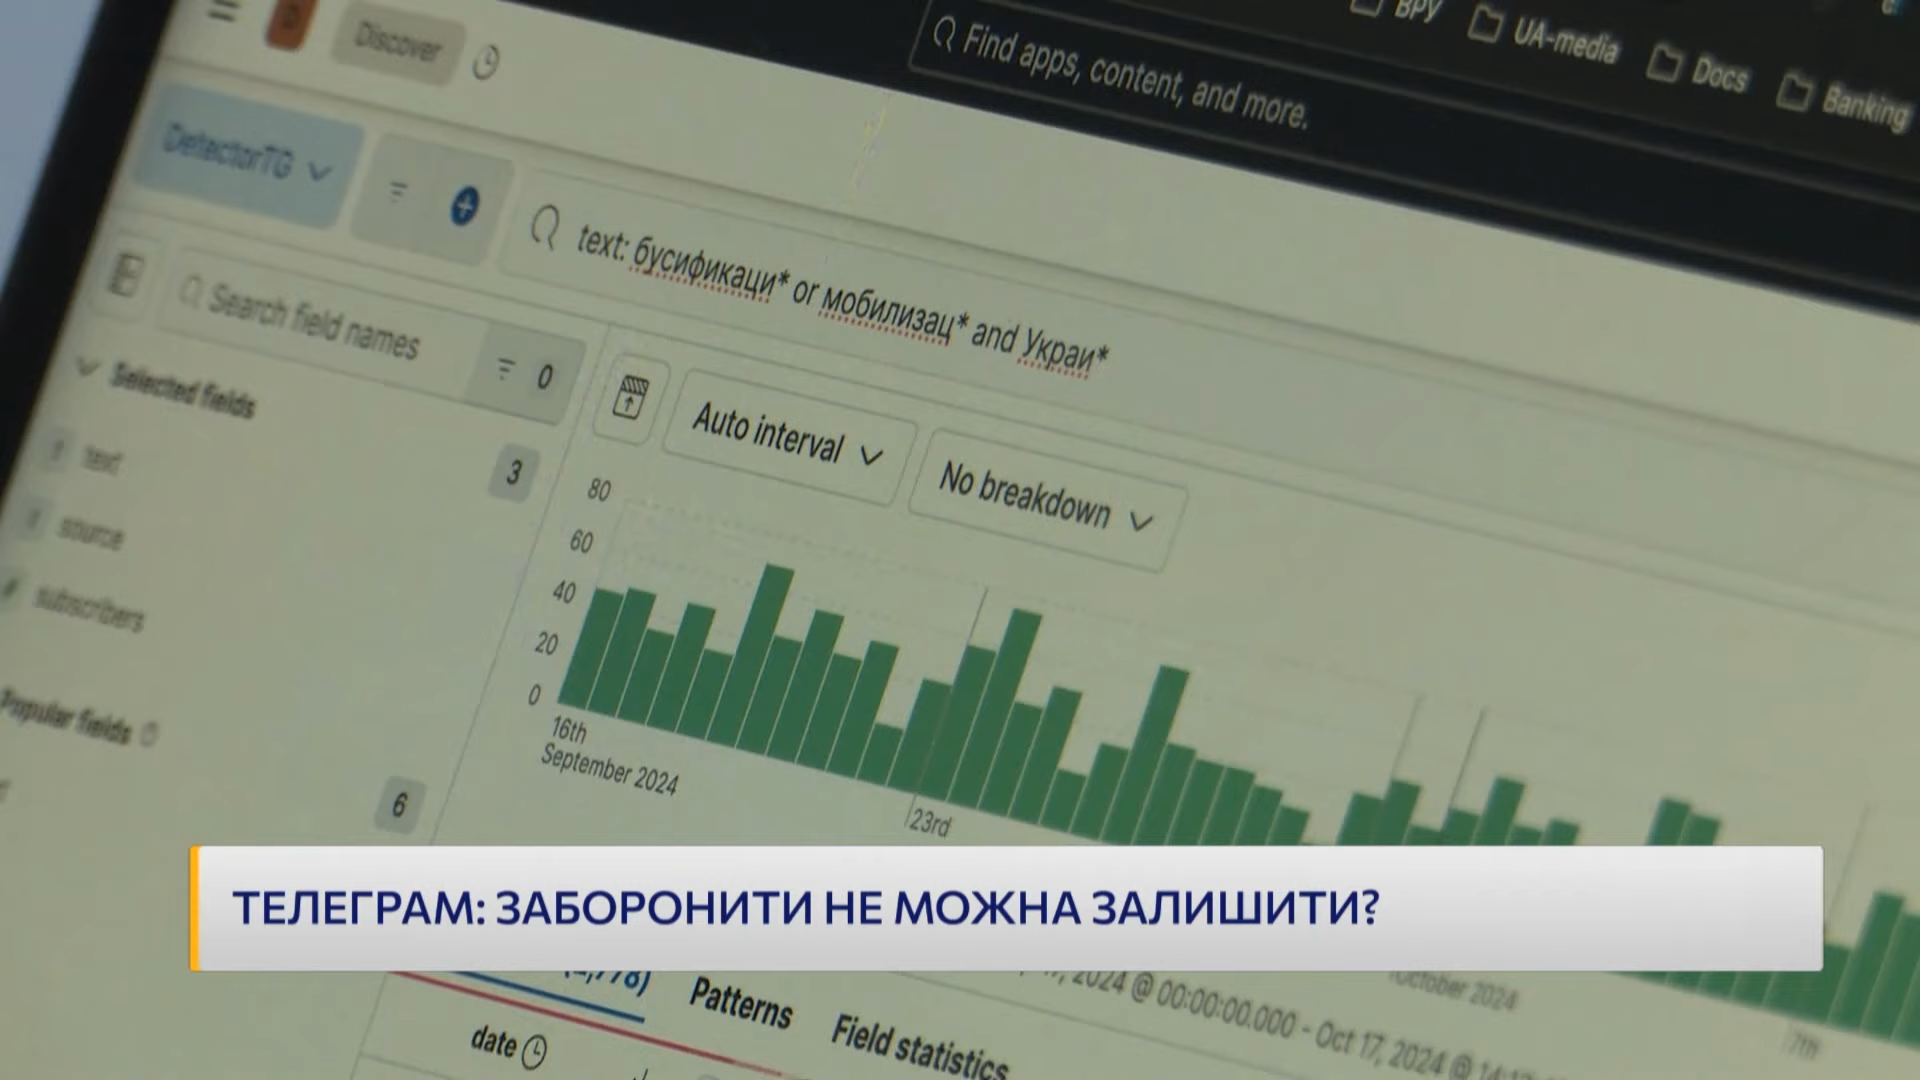 ВРУ
UA-media
Docs
Banking
Discover
Find apps, content, and more.
DetectorTG
text: бусификаци* or мобилизац* and Украи*
Search field names
0
Selected fields
3
text
source
subscribers
Popular fields
6
Auto interval
No breakdown
80
60
40
20
0
16th
September 2024
23rd
October 2024
7th
ТЕЛЕГРАМ: ЗАБОРОНИТИ НЕ МОЖНА ЗАЛИШИТИ?
Patterns
Field statistics
2024 @ 00:00:00.000 - Oct 17, 2024 @
date